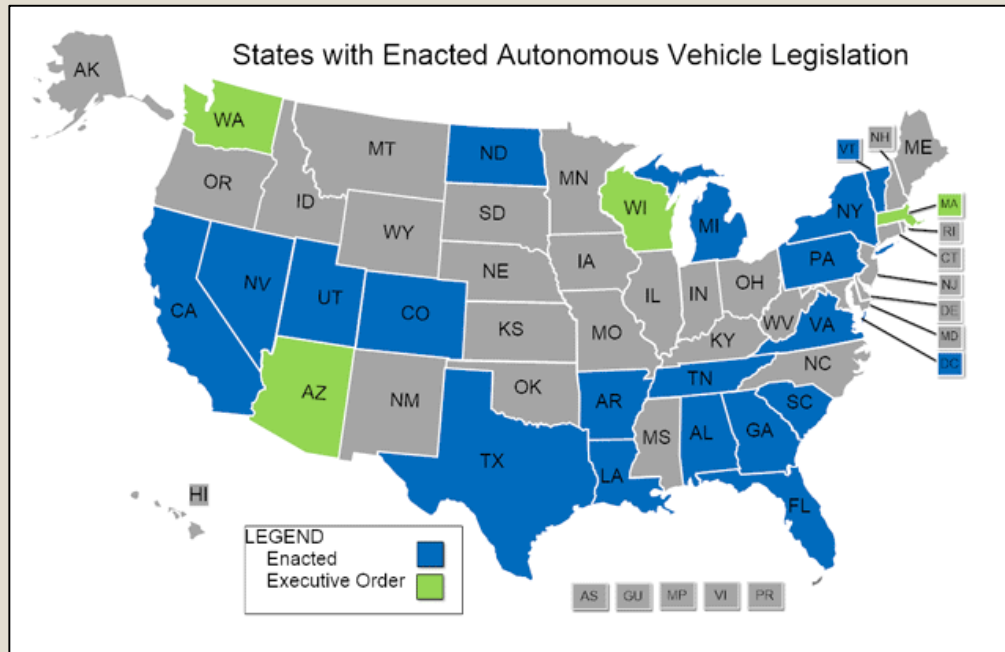 States with Enacted Autonomous Vehicle Legislation
AK
WA
MT
ND
MN
VT
NH
ME
OR
ID
SD
WI
MI
NY
MA
RI
WY
IA
PA
CT
NE
NV
UT
CO
IL
IN
OH
NJ
CA
KS
MO
WV
VA
DE
KY
MD
NC
DC
TN
AZ
NM
OK
AR
SC
MS
AL
GA
TX
LA
FL
HI
LEGEND
Enacted
Executive Order
AS
GU
MP
VI
PR